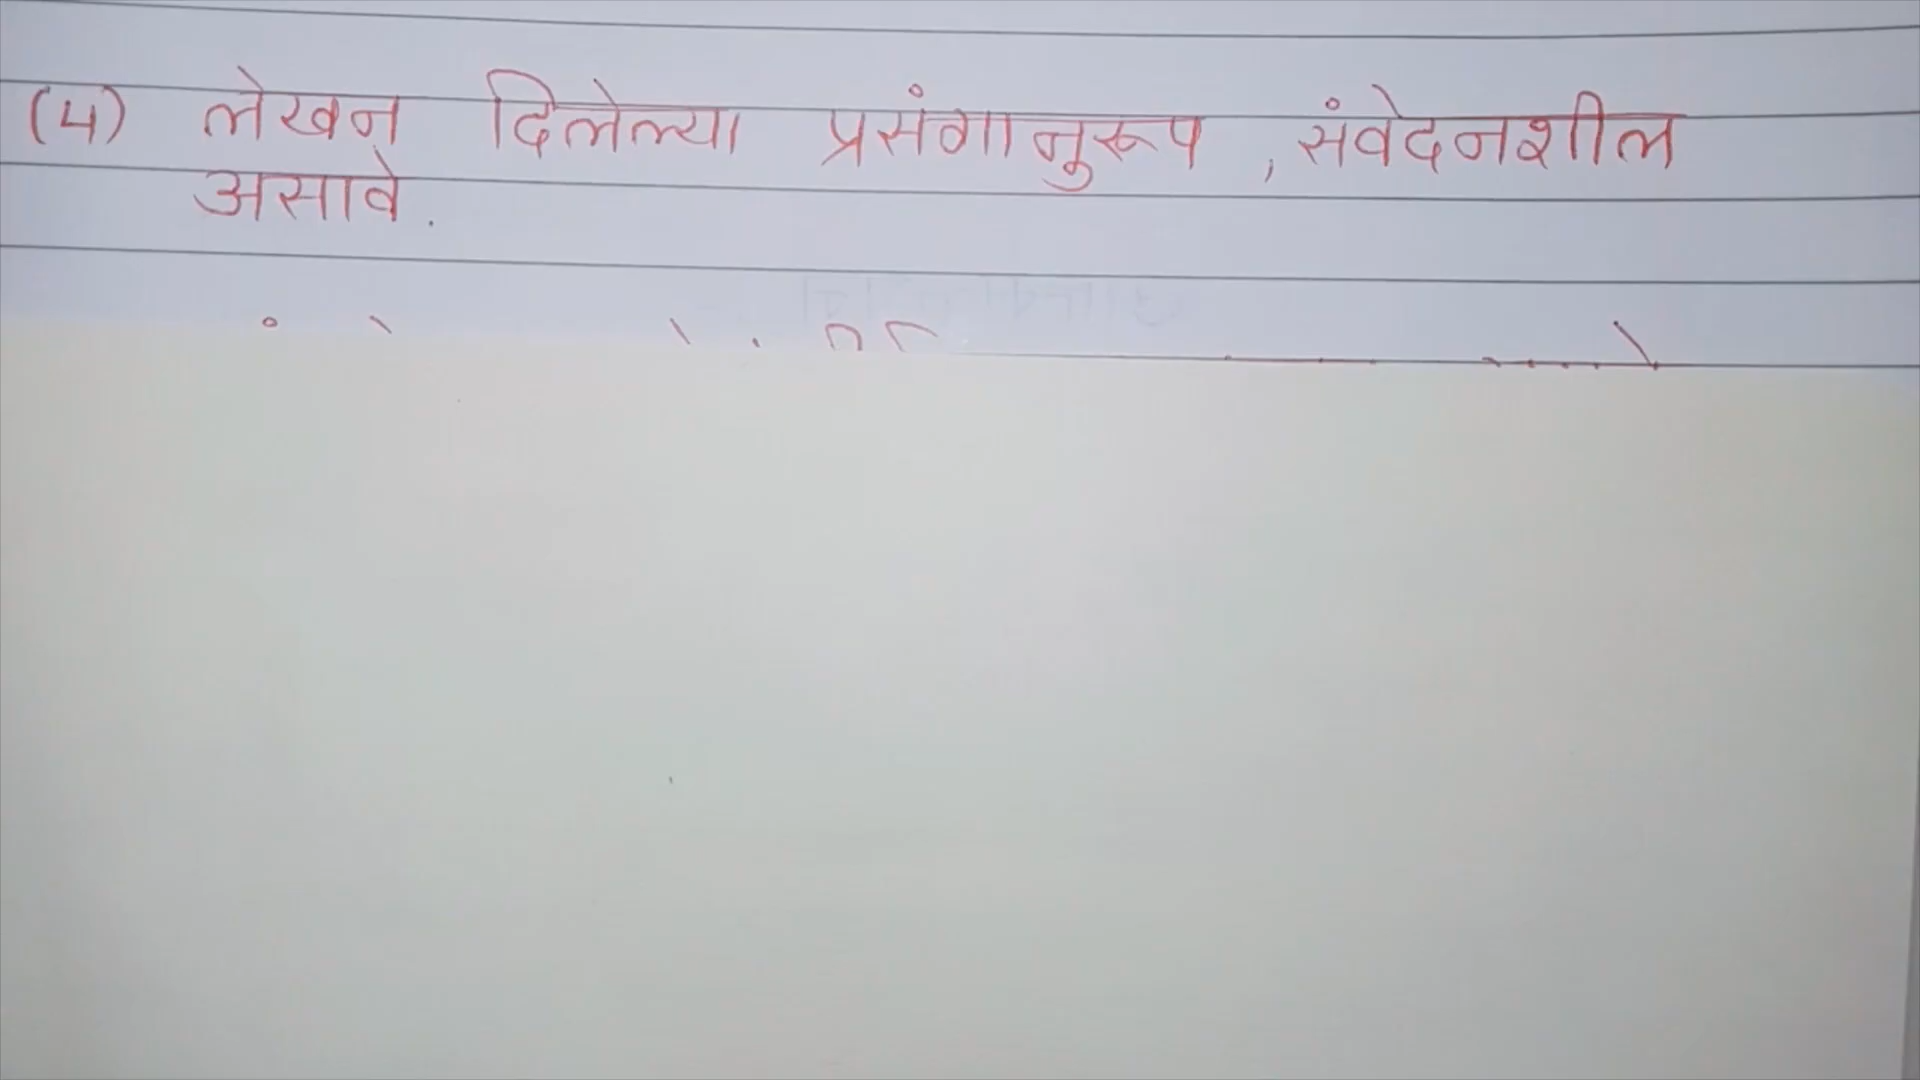 (4) लेखन दिलेल्या प्रसंगानुरूप , संवेदनशील
असावे.